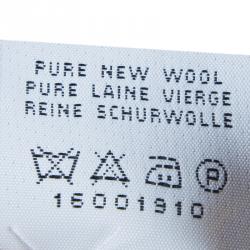 PURE NEW WOOL
PURE LAINE VIERGE
REINE SCHURWOLLE
P
16001910